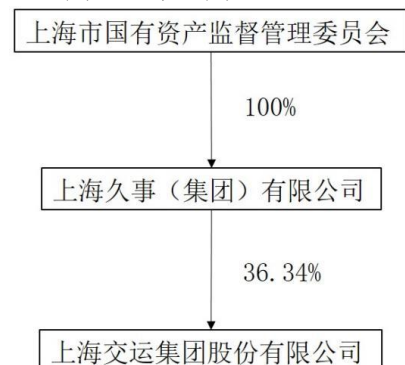 上海市国有资产监督管理委员会
100%
上海久事（集团）有限公司
36.34%
上海交运集团股份有限公司